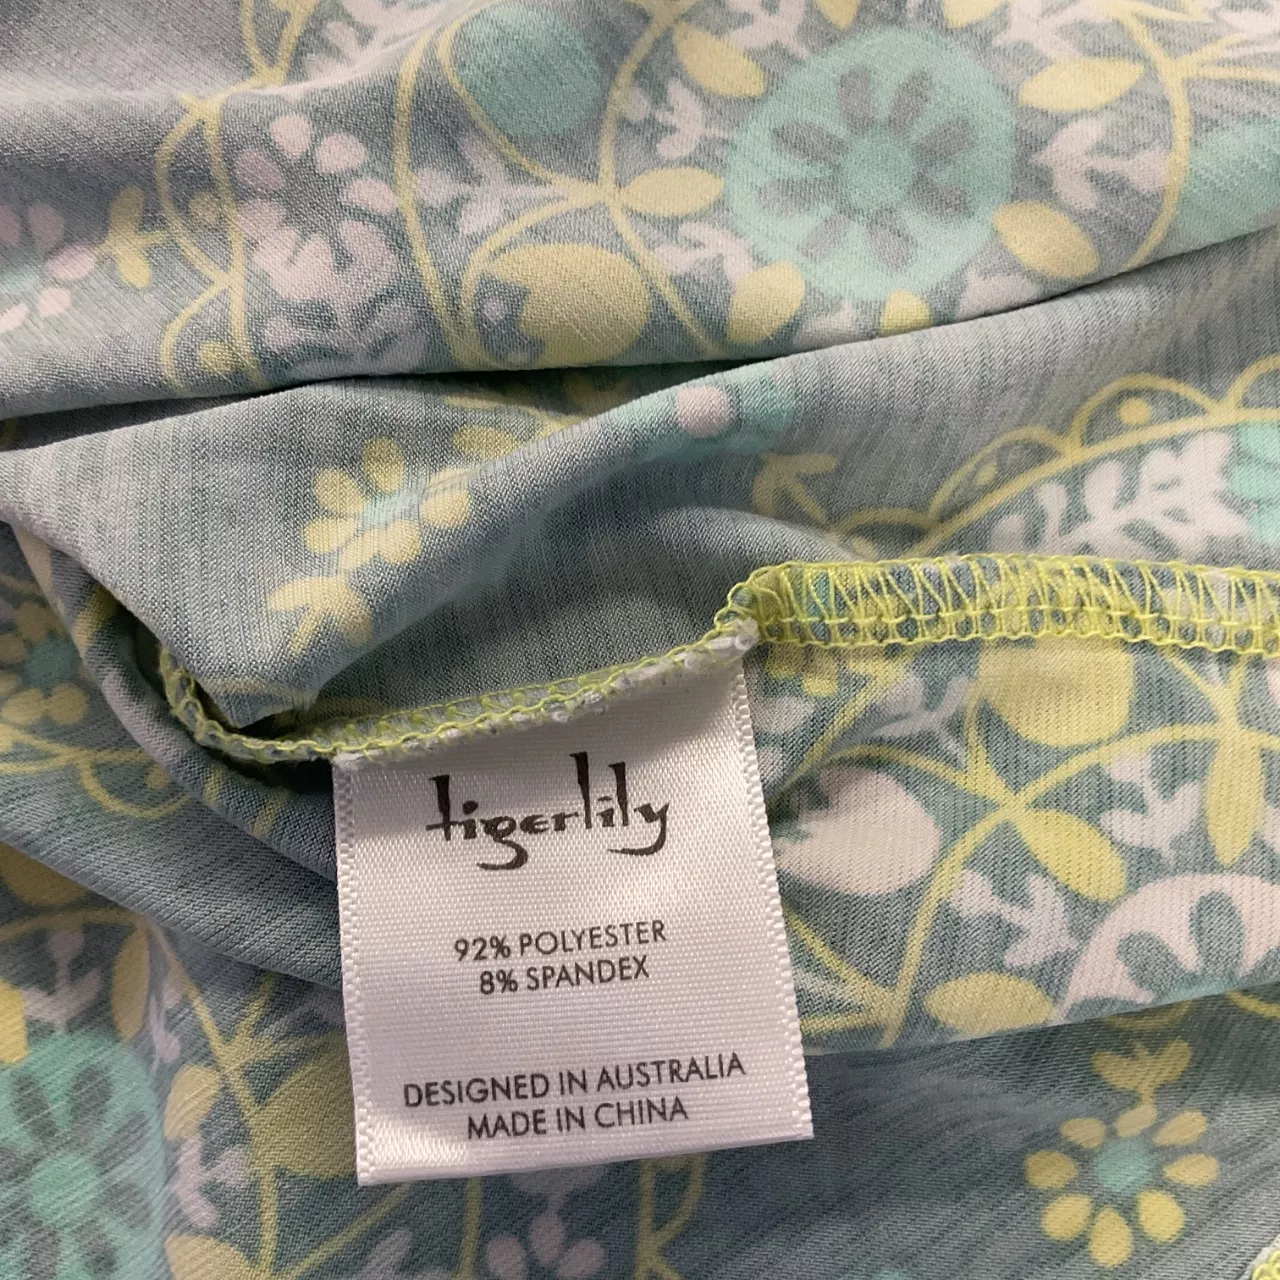 tigerlily
92% POLYESTER
8% SPANDEX
DESIGNED IN AUSTRALIA
MADE IN CHINA